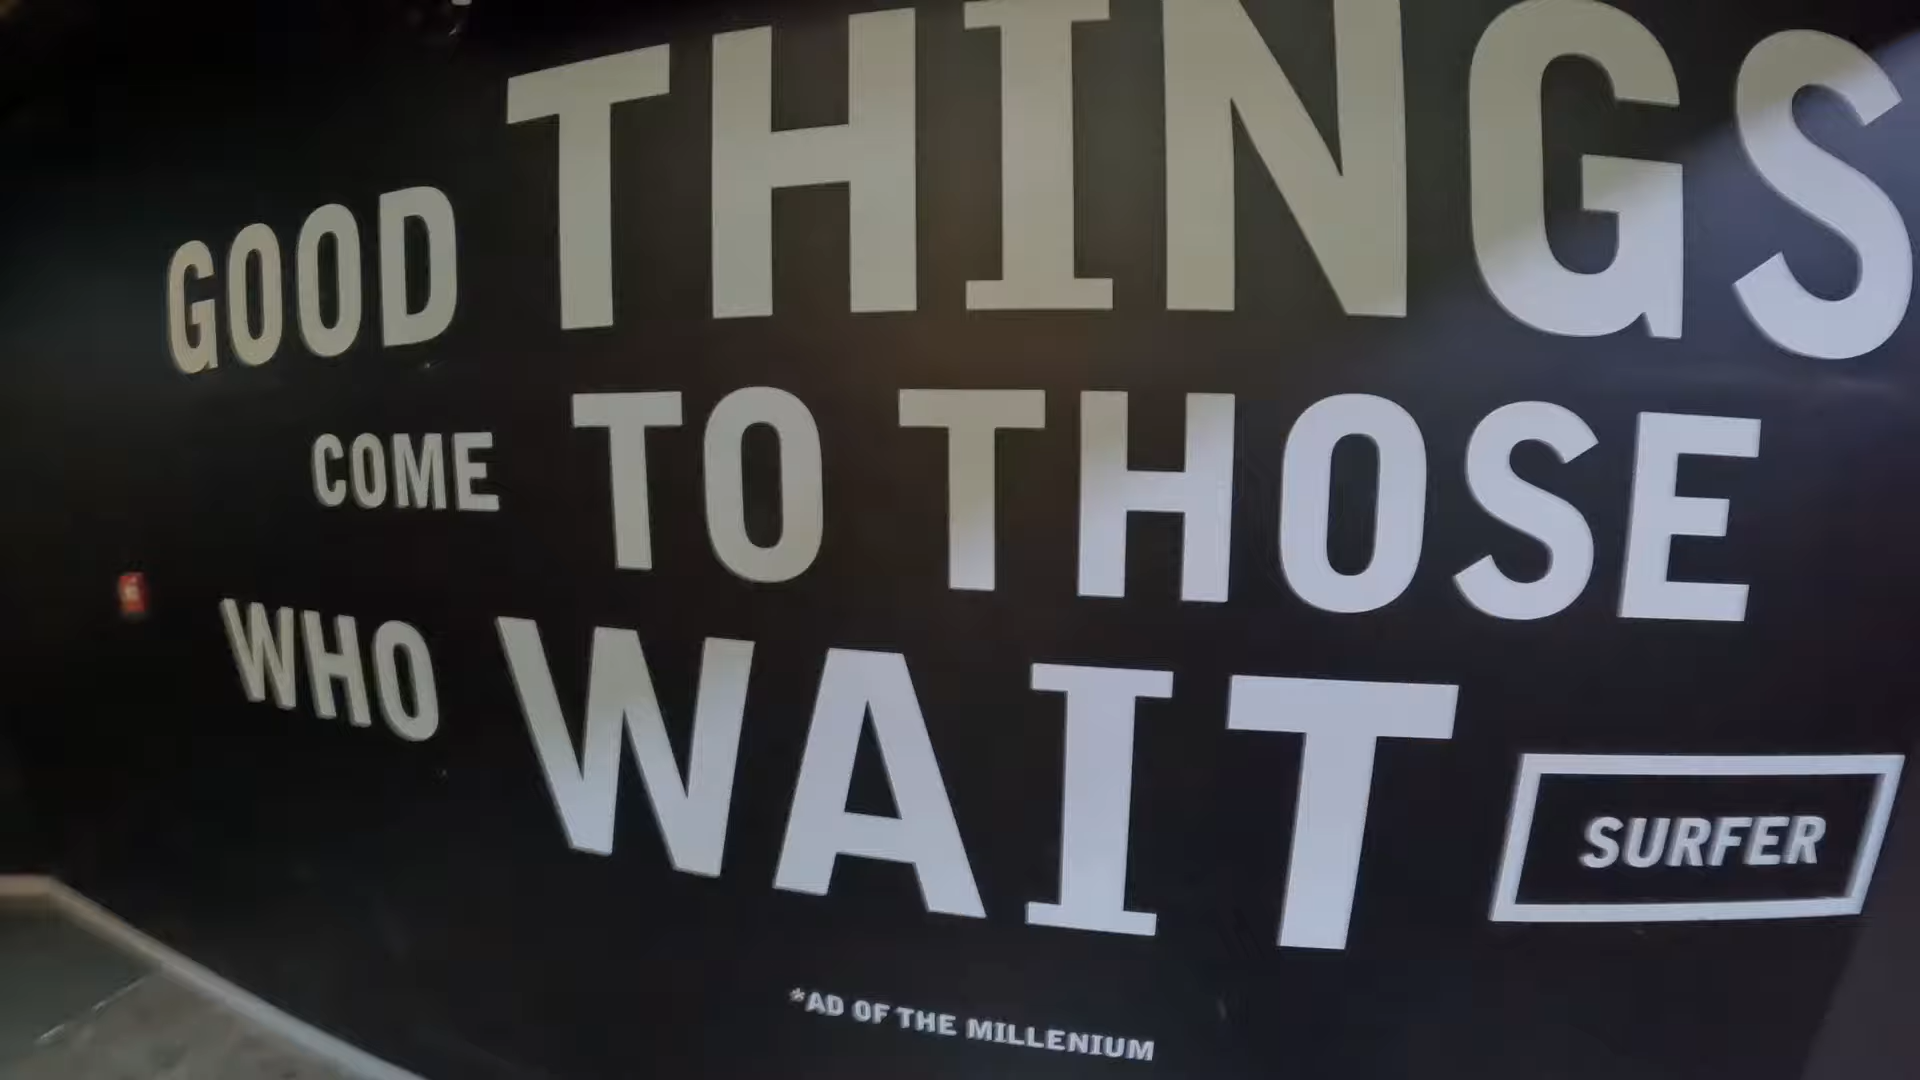 GOOD THINGS
COME TO THOSE
WHO WAIT
SURFER
*AD OF THE MILLENIUM